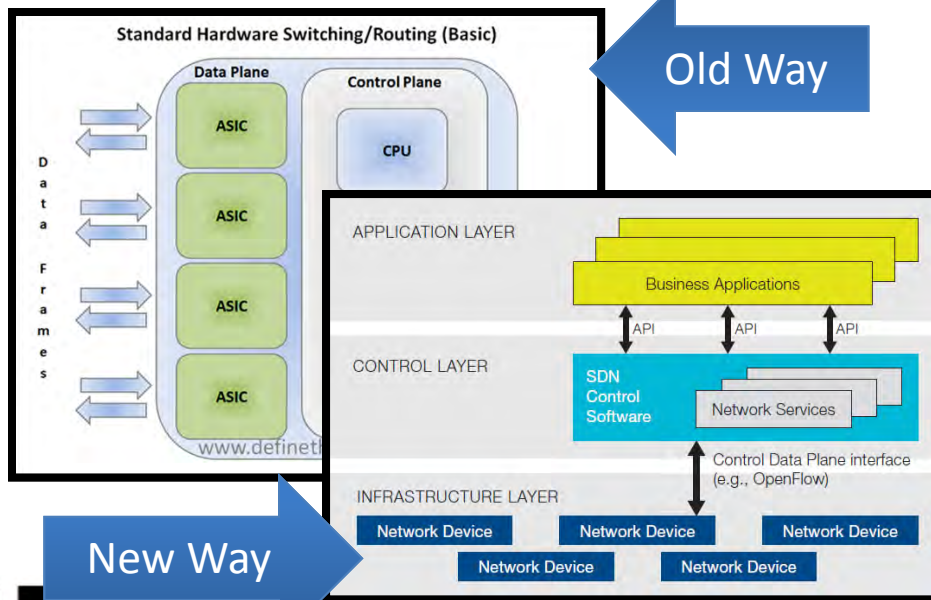 Standard Hardware Switching/Routing (Basic)
Old Way
Data Plane
Control Plane
ASIC
CPU
ASIC
ASIC
ASIC
Data Frames
APPLICATION LAYER
Business Applications
API
API
API
CONTROL LAYER
SDN
Control
Software
Network Services
Control Data Plane interface
(e.g., OpenFlow)
INFRASTRUCTURE LAYER
Network Device
Network Device
Network Device
Network Device
Network Device
New Way